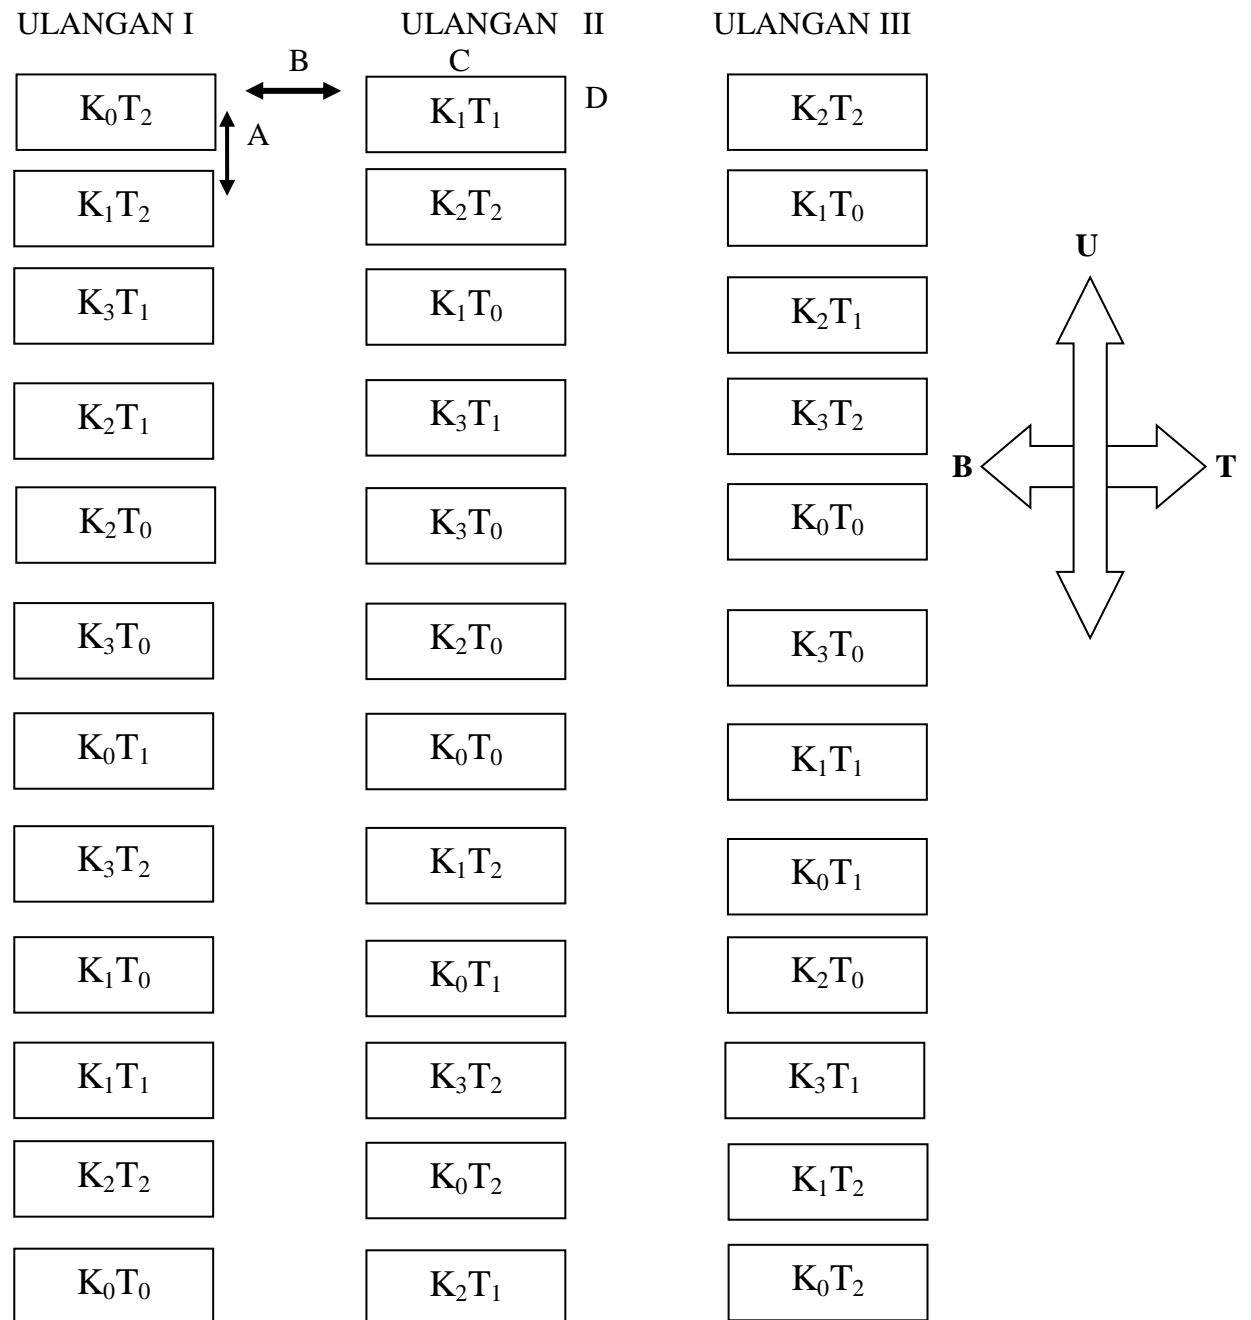 ULANGAN I ULANGAN II ULANGAN III
B C
K₀T₂ K₁T₁ D K₂T₂
A
K₁T₂ K₂T₂ K₁T₀
U
K₃T₁ K₁T₀ K₂T₁
K₂T₁ K₃T₁ K₃T₂
B T
K₂T₀ K₃T₀ K₀T₀
K₃T₀ K₂T₀ K₃T₀
K₀T₁ K₀T₀ K₁T₁
K₃T₂ K₁T₂ K₀T₁
K₁T₀ K₀T₁ K₂T₀
K₁T₁ K₃T₂ K₃T₁
K₂T₂ K₀T₂ K₁T₂
K₀T₀ K₂T₁ K₀T₂